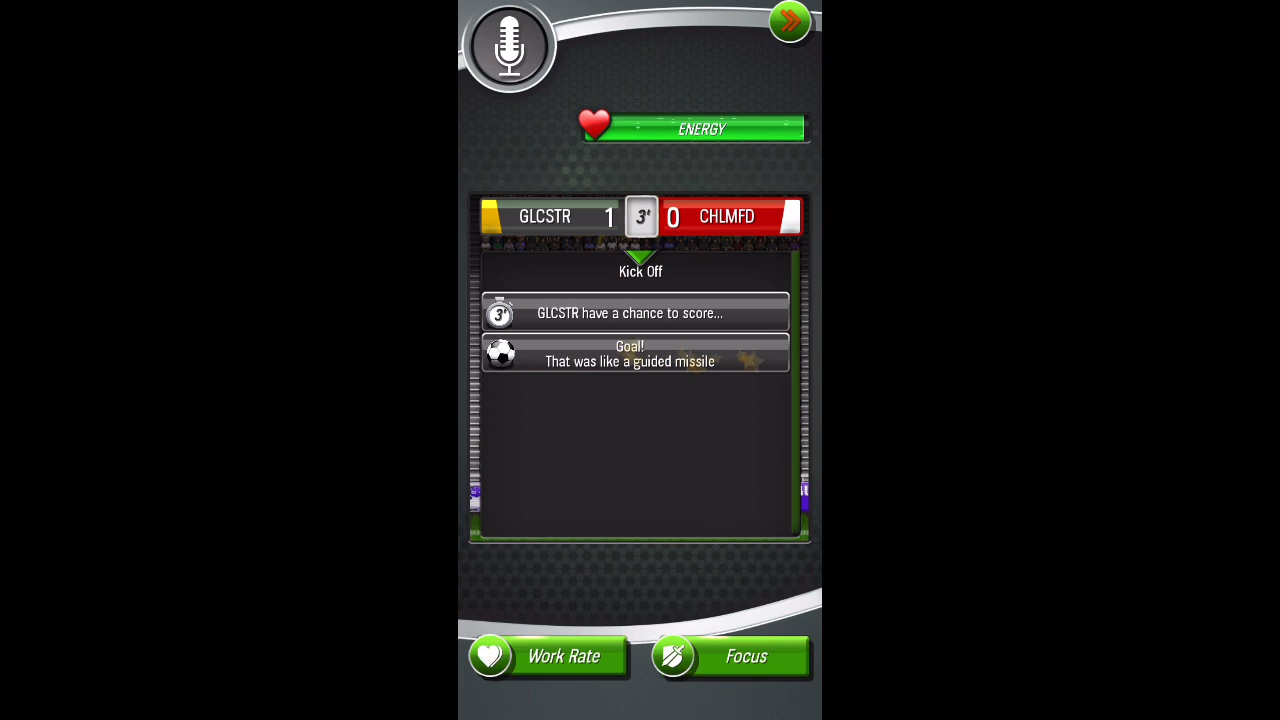 ENERGY
GLCSTR 1 3' 0 CHLMFD
Kick Off
3' GLCSTR have a chance to score...
Goal!
That was like a guided missile
Work Rate Focus